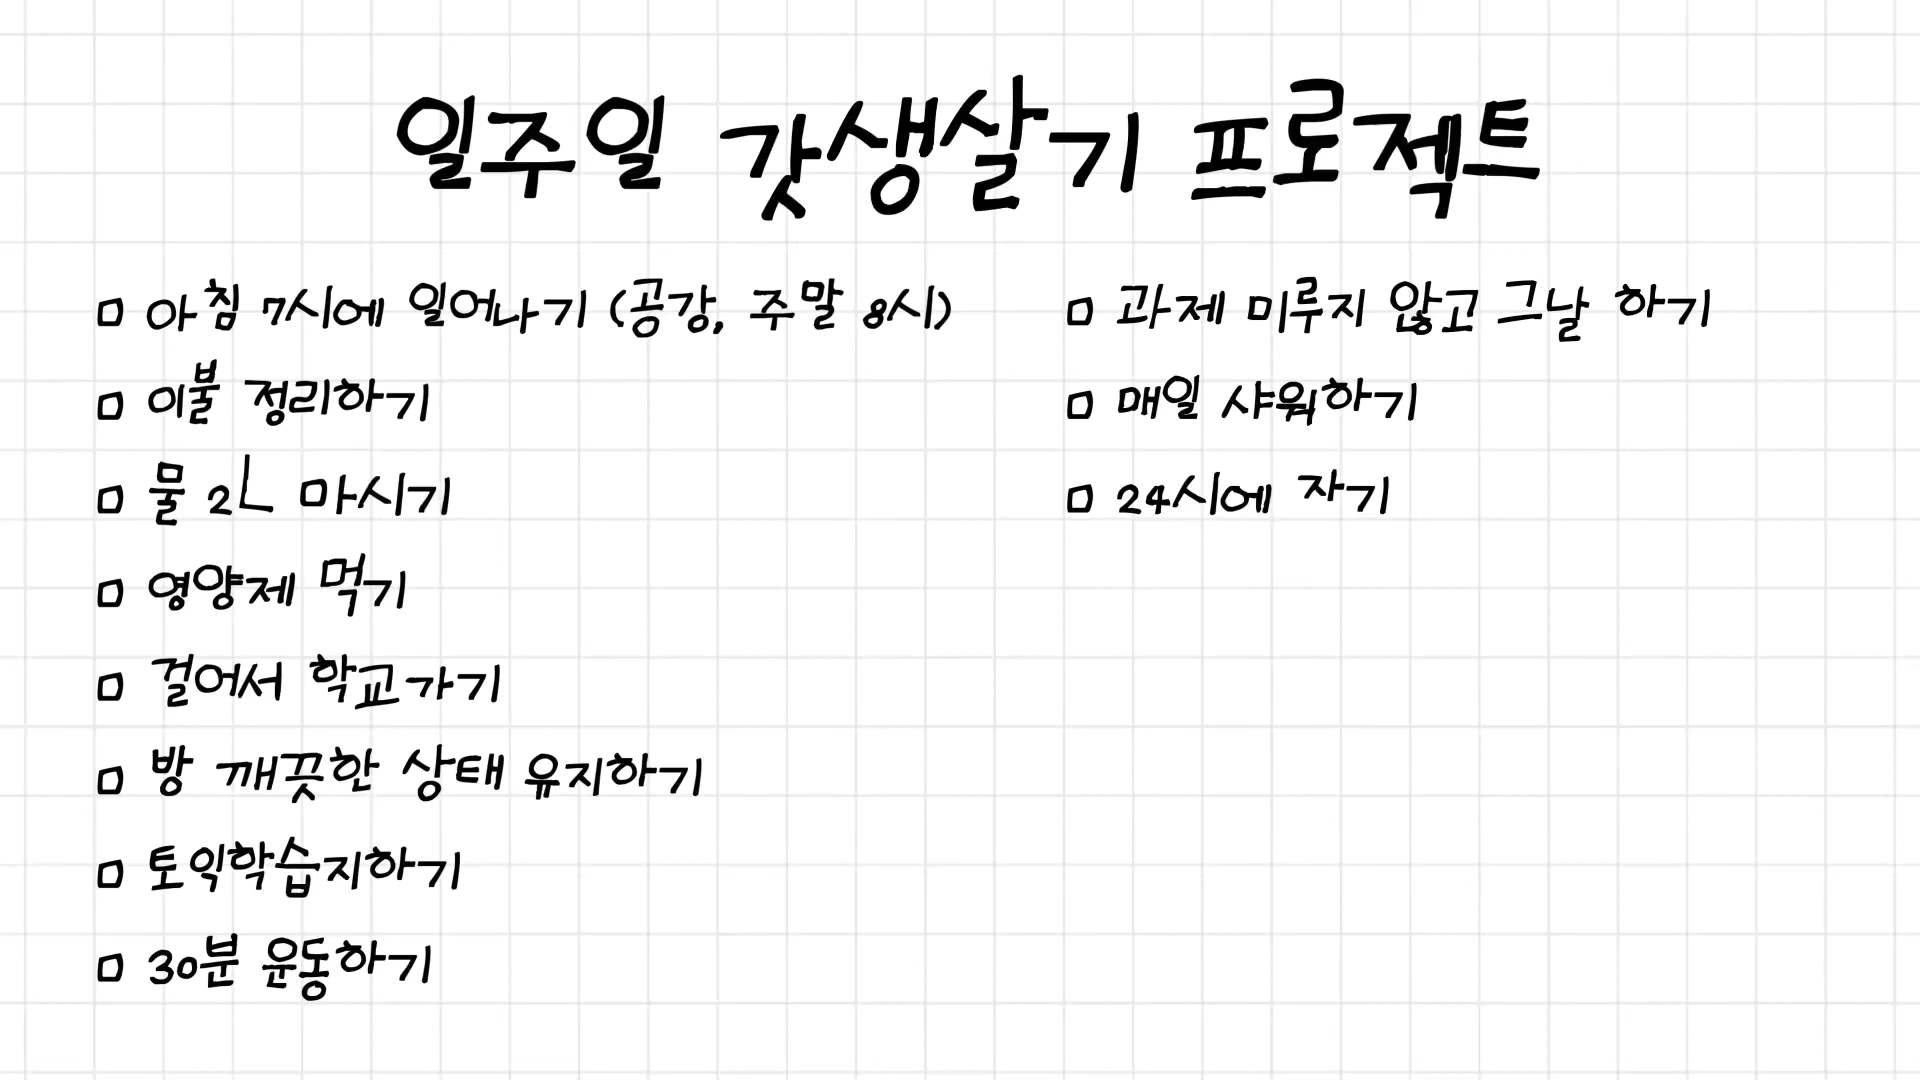 일주일 갓생살기 프로젝트
□ 아침 7시에 일어나기 (공강, 주말 8시)
□ 이불 정리하기
□ 물 2L 마시기
□ 영양제 먹기
□ 걸어서 학교가기
□ 방 깨끗한 상태 유지하기
□ 토익학습지하기
□ 30분 운동하기
□ 과제 미루지 않고 그날 하기
□ 매일 샤워하기
□ 24시에 자기